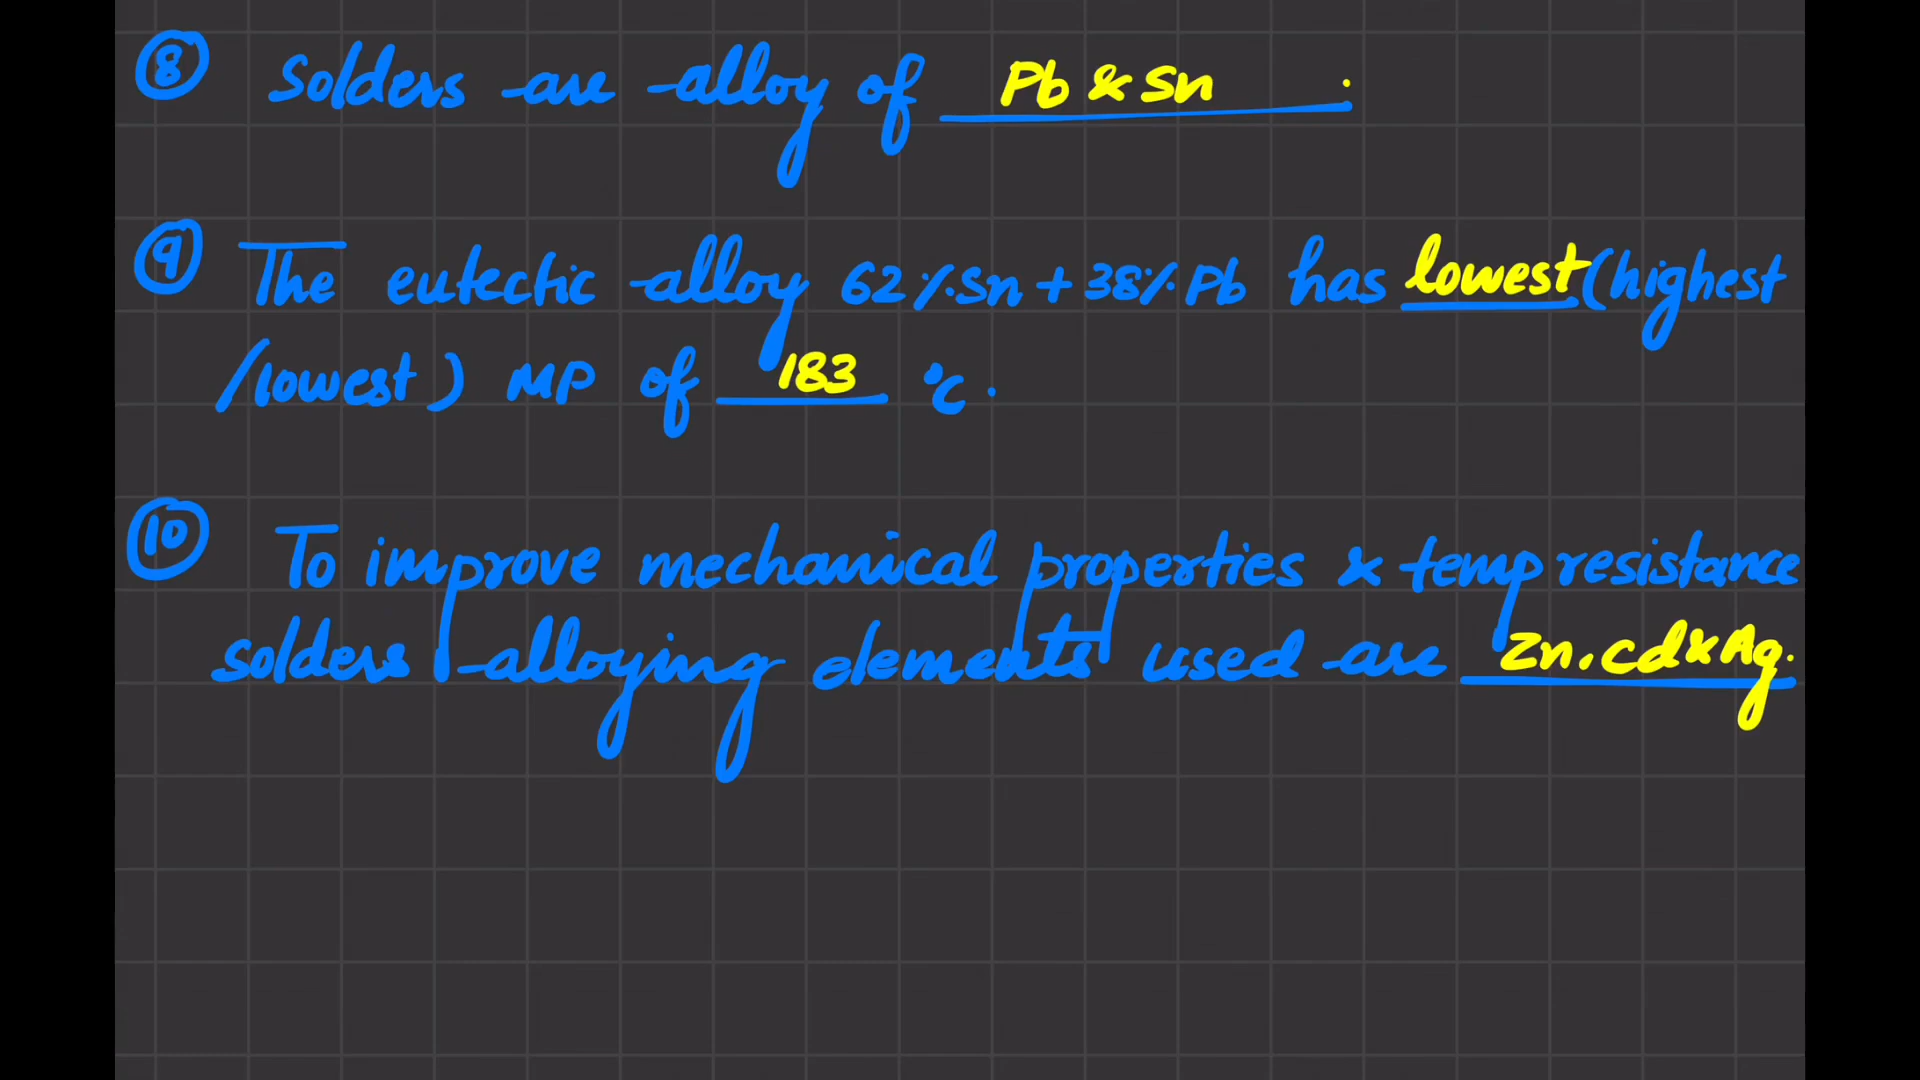 ⑧ Solders are alloy of Pb & Sn .
⑨ The eutectic alloy 62%Sn + 38% Pb has lowest (highest
/lowest) MP of 183 °C.
⑩ To improve mechanical properties & temp resistance
solders alloying elements used are Zn, Cd & Ag.